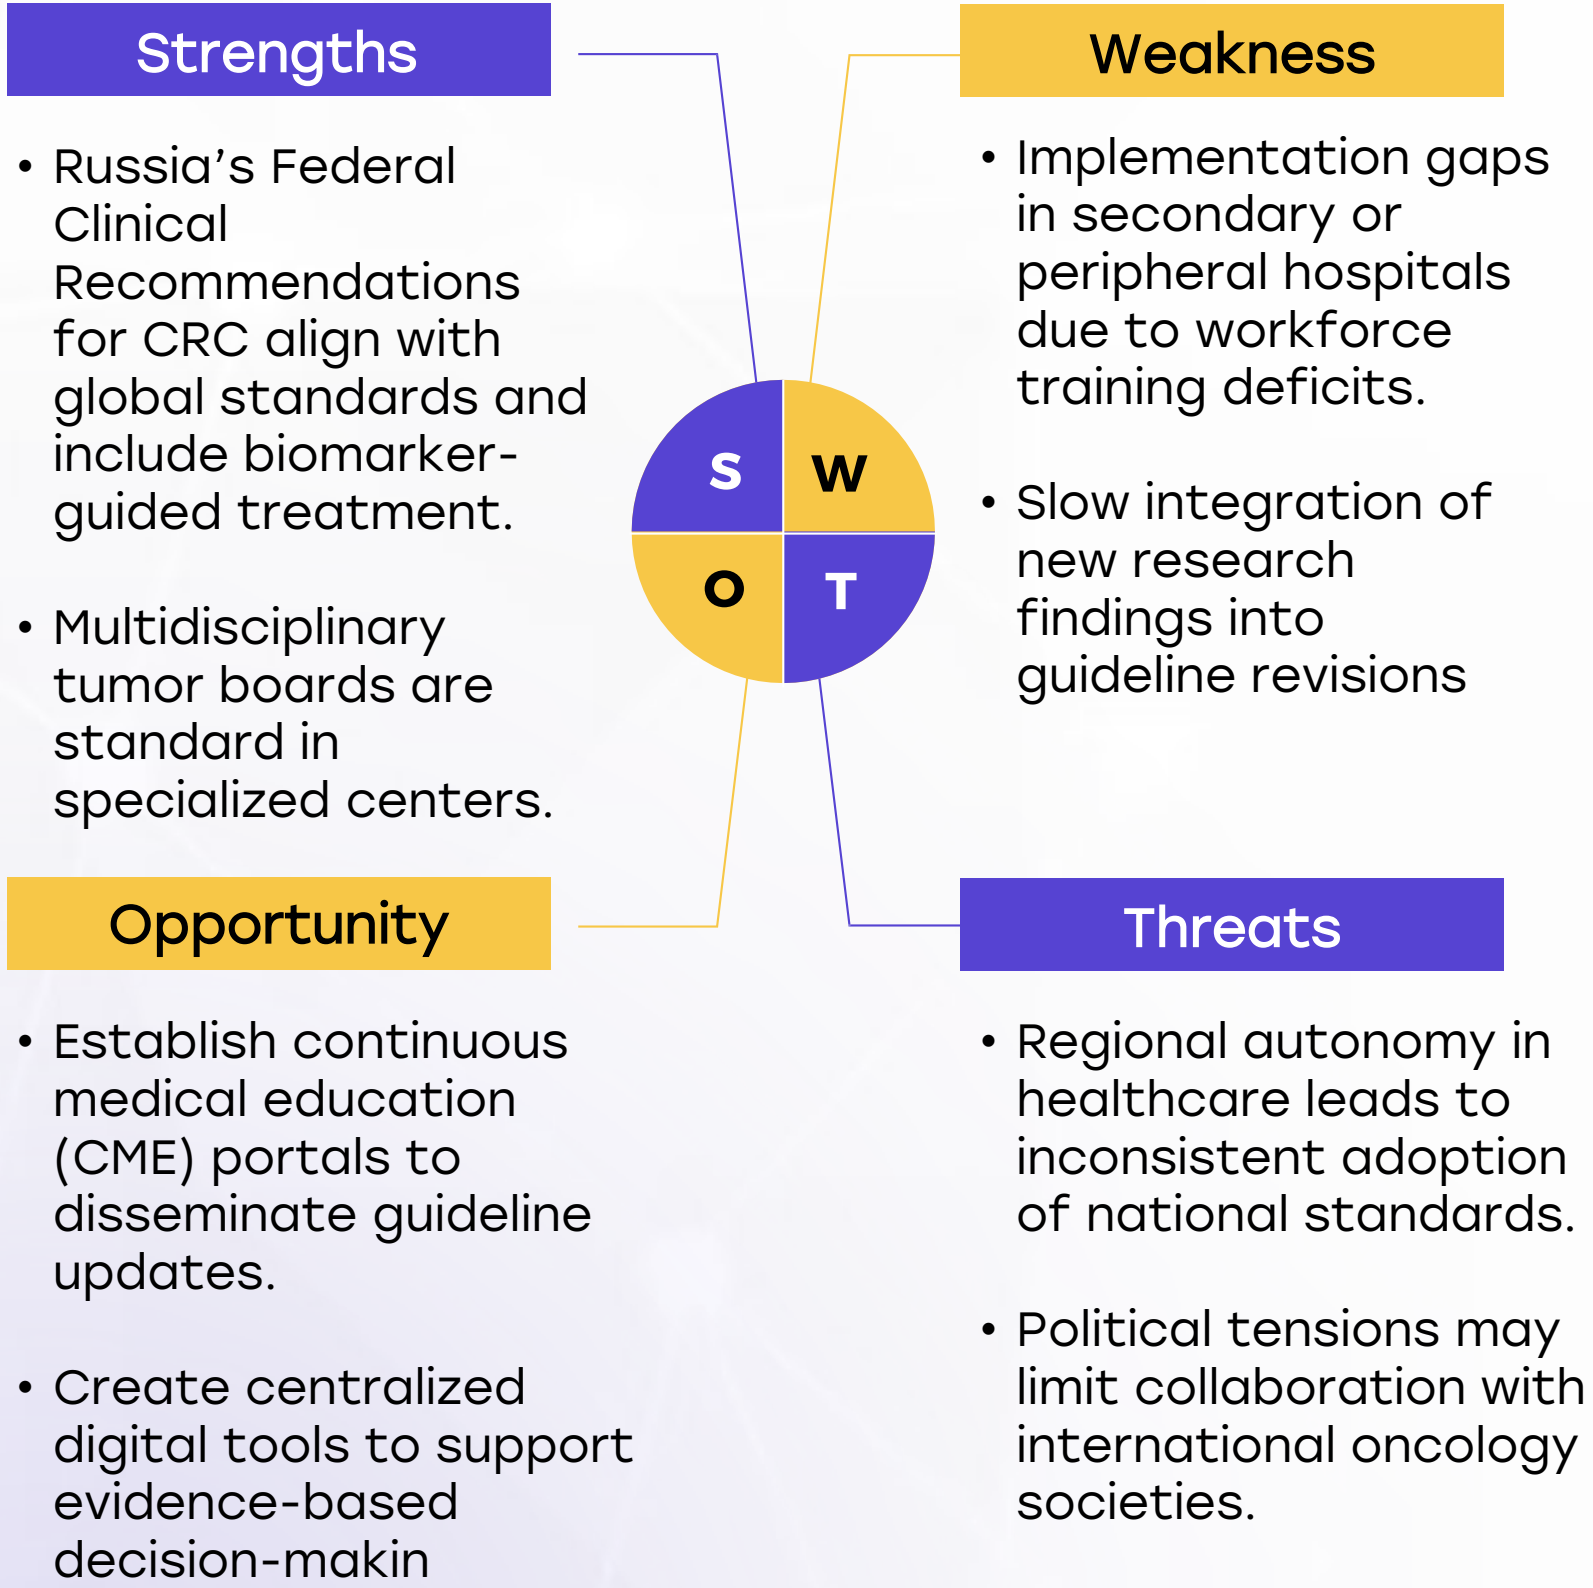 Strengths
• Russia's Federal
Clinical
Recommendations
for CRC align with
global standards and
include biomarker-
guided treatment.
• Multidisciplinary
tumor boards are
standard in
specialized centers.
Weakness
• Implementation gaps
in secondary or
peripheral hospitals
due to workforce
training deficits.
• Slow integration of
new research
findings into
guideline revisions
S
W
O
T
Opportunity
• Establish continuous
medical education
(CME) portals to
disseminate guideline
updates.
• Create centralized
digital tools to support
evidence-based
decision-makin
Threats
• Regional autonomy in
healthcare leads to
inconsistent adoption
of national standards.
• Political tensions may
limit collaboration with
international oncology
societies.